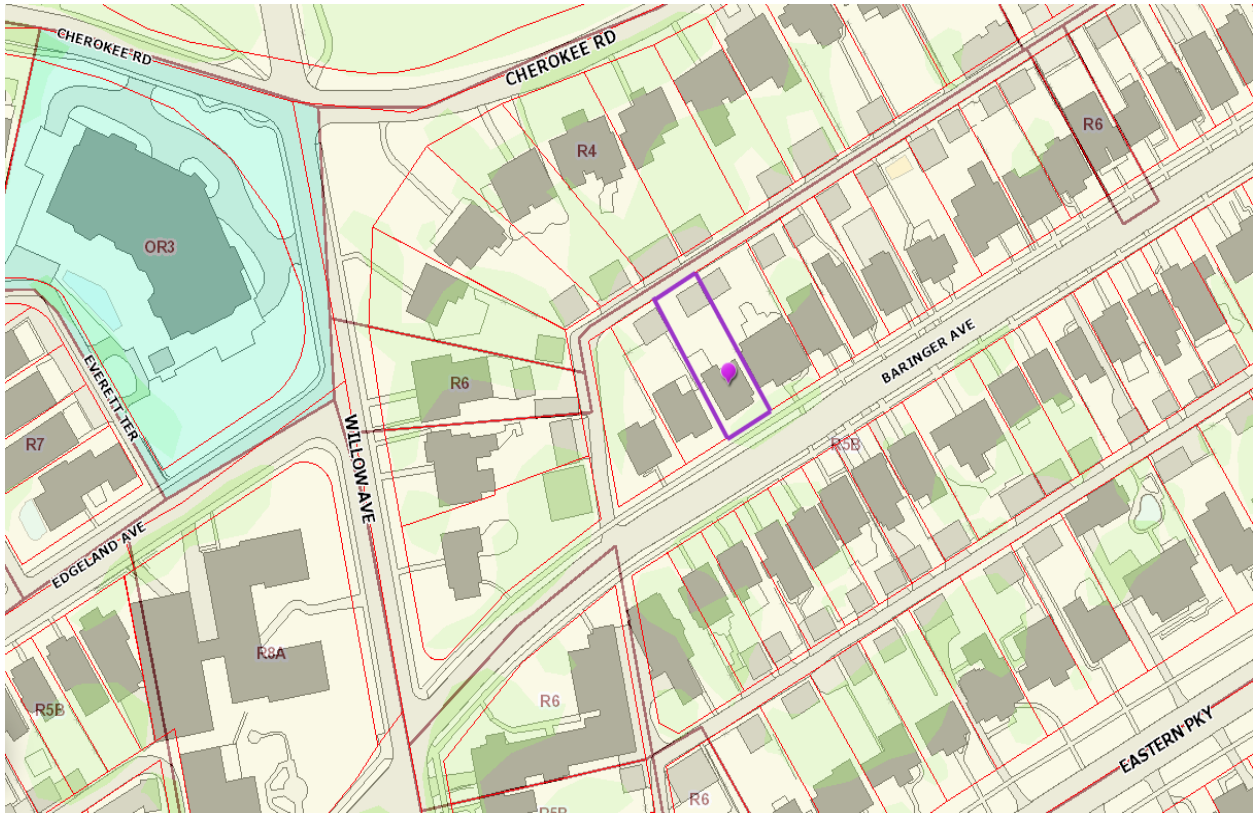 CHEROKEE RD
CHEROKEE RD
R6
R4
OR3
BARINGER AVE
EVERETT TER
R6
R7
WILLOW AVE
R5B
EDGELAND AVE
R8A
R5B
R6
EASTERN PKY
R6
R5B